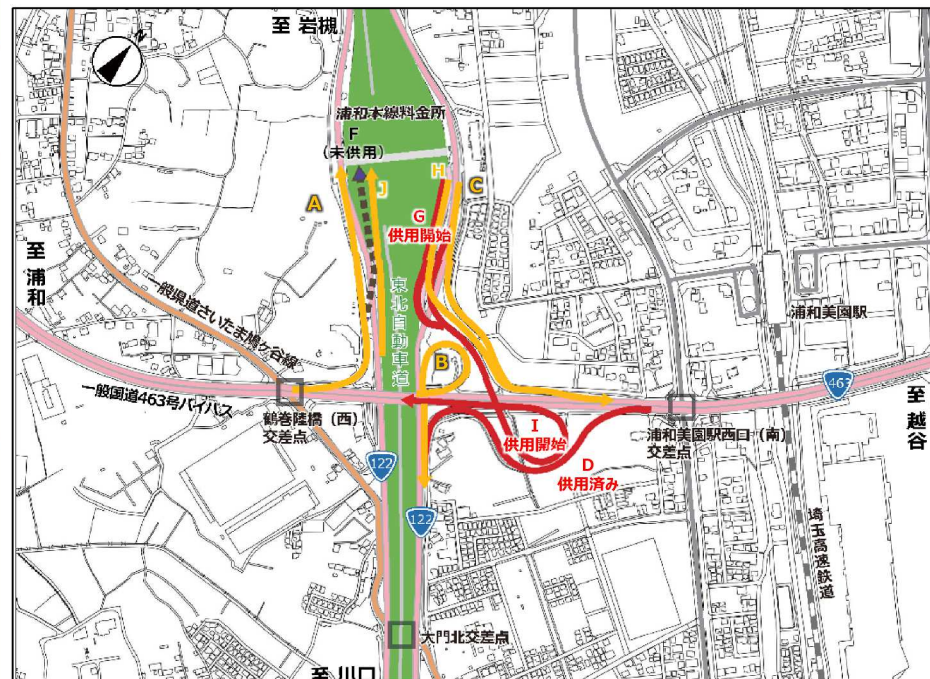 至 岩槻
N
浦和本線料金所
F
(未供用)
A
J
H
C
G
供用開始
至 浦和
一般県道さいたま鳩ヶ谷線
東北自動車道
浦和美園駅
B
463
一般国道463号バイパス
至 越谷
鶴巻陸橋（西）
交差点
I
供用開始
浦和美園駅西口（南）
交差点
D
供用済み
122
122
埼玉高速鉄道
大門北交差点
至 川口